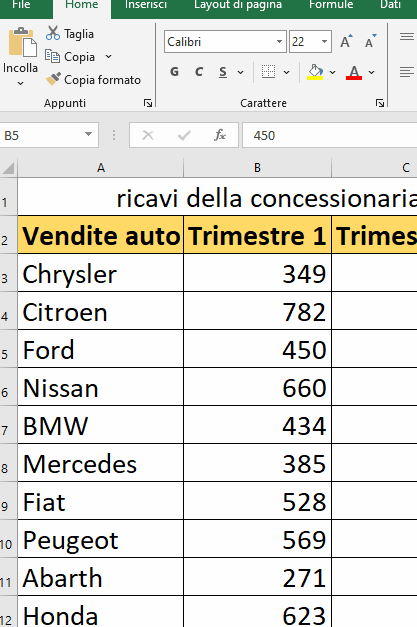 File Home Inserisci Layout di pagina Formule Dati
Incolla
Taglia
Copia
Copia formato
Calibri 22 A A
G C S A
Appunti Carattere
B5 fx 450
A B C
1 ricavi della concessionaria
2 Vendite auto Trimestre 1 Trimes
3 Chrysler 349
4 Citroen 782
5 Ford 450
6 Nissan 660
7 BMW 434
8 Mercedes 385
9 Fiat 528
10 Peugeot 569
11 Abarth 271
12 Honda 623